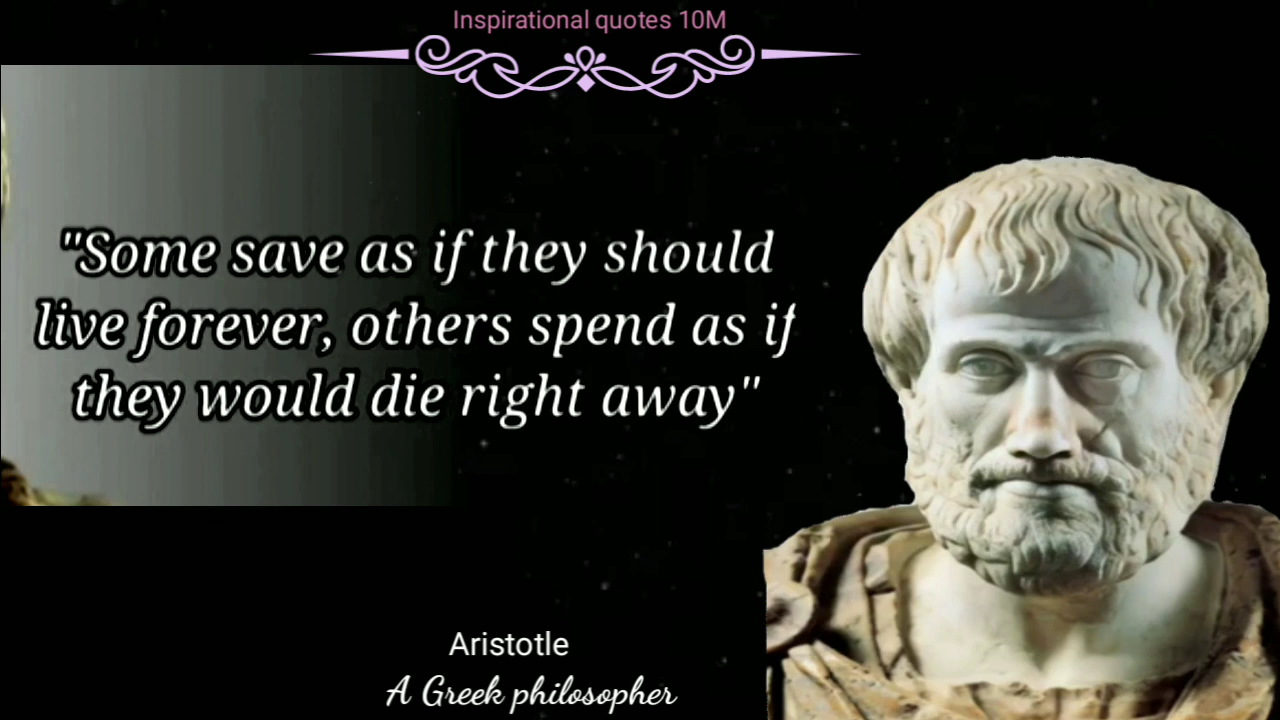 Inspirational quotes 10M
"Some save as if they should
live forever, others spend as if
they would die right away"
Aristotle
A Greek philosopher